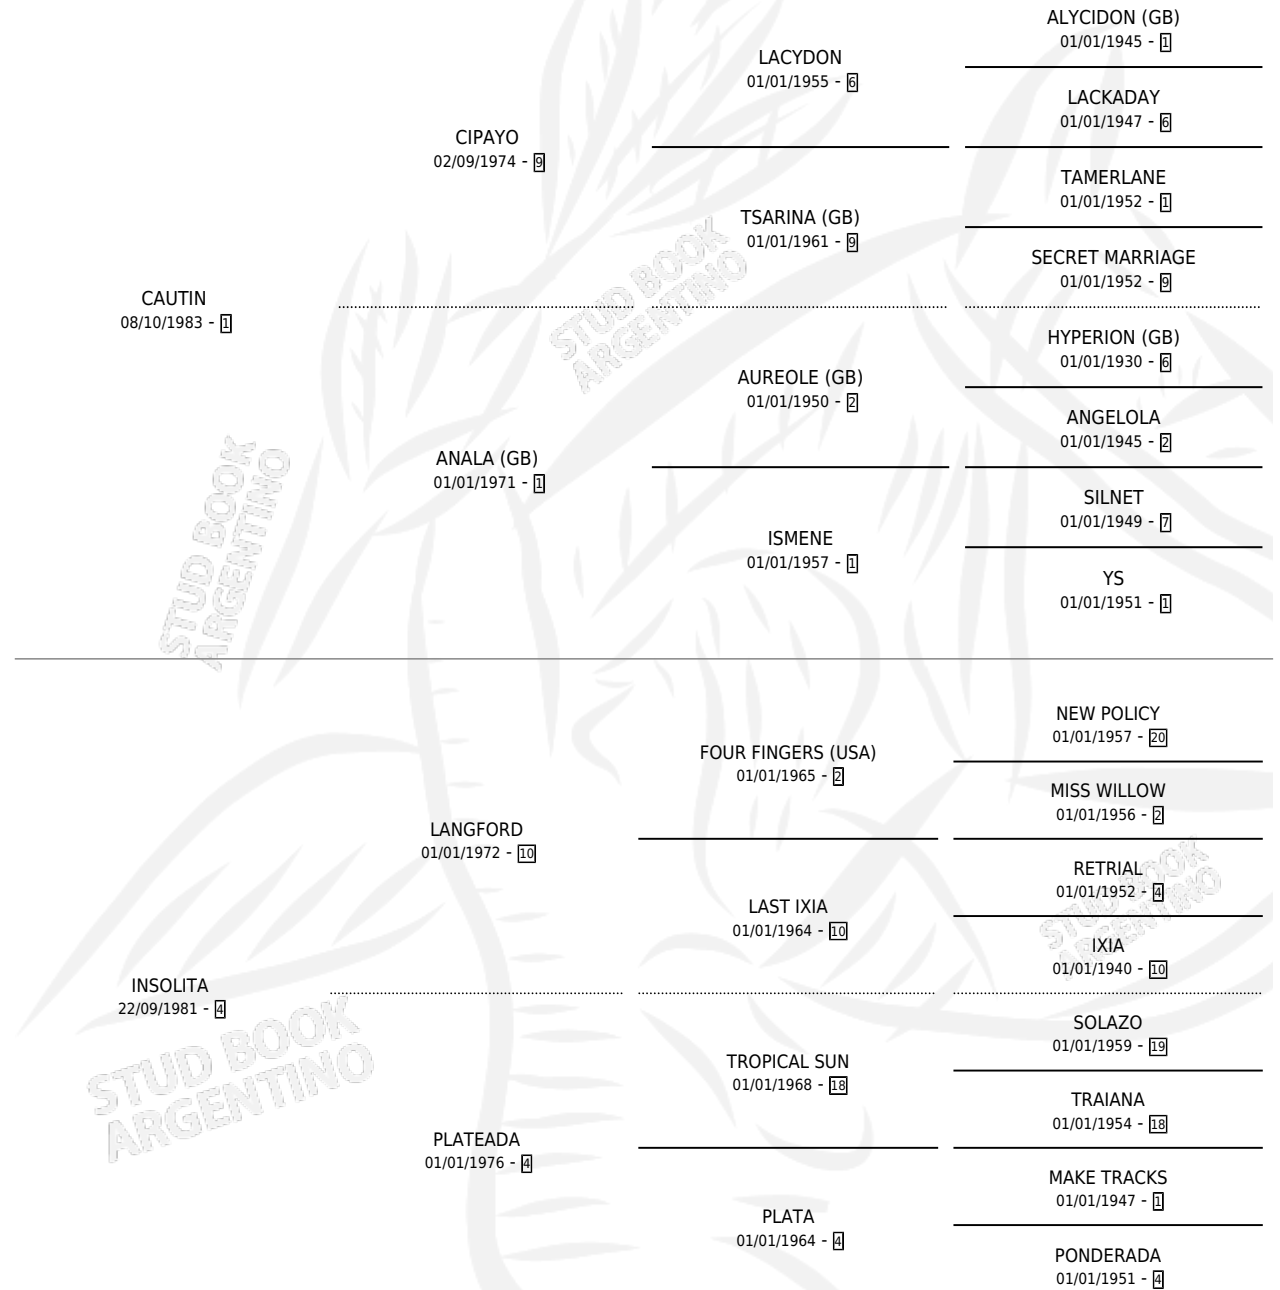 ALYCIDON (GB)
01/01/1945 - 1
LACYDON
01/01/1955 - 6
LACKADAY
01/01/1947 - 6
CIPAYO
02/09/1974 - 9
TAMERLANE
01/01/1952 - 1
TSARINA (GB)
01/01/1961 - 9
SECRET MARRIAGE
01/01/1952 - 9
CAUTIN
08/10/1983 - 1
STUD BOOK
ARGENTINO
HYPERION (GB)
01/01/1930 - 6
AUREOLE (GB)
01/01/1950 - 2
ANGELOLA
01/01/1945 - 2
ANALA (GB)
01/01/1971 - 1
SILNET
01/01/1949 - 7
ISMENE
01/01/1957 - 1
YS
01/01/1951 - 1
STUD BOOK
ARGENTINO
NEW POLICY
01/01/1957 - 20
FOUR FINGERS (USA)
01/01/1965 - 2
MISS WILLOW
01/01/1956 - 2
LANGFORD
01/01/1972 - 10
RETRIAL
01/01/1952 - 4
LAST IXIA
01/01/1964 - 10
IXIA
01/01/1940 - 10
STUD BOOK
ARGENTINO
INSOLITA
22/09/1981 - 4
SOLAZO
01/01/1959 - 19
TROPICAL SUN
01/01/1968 - 18
TRAIANA
01/01/1954 - 18
STUD BOOK
ARGENTINO
PLATEADA
01/01/1976 - 4
MAKE TRACKS
01/01/1947 - 1
PLATA
01/01/1964 - 4
PONDERADA
01/01/1951 - 4